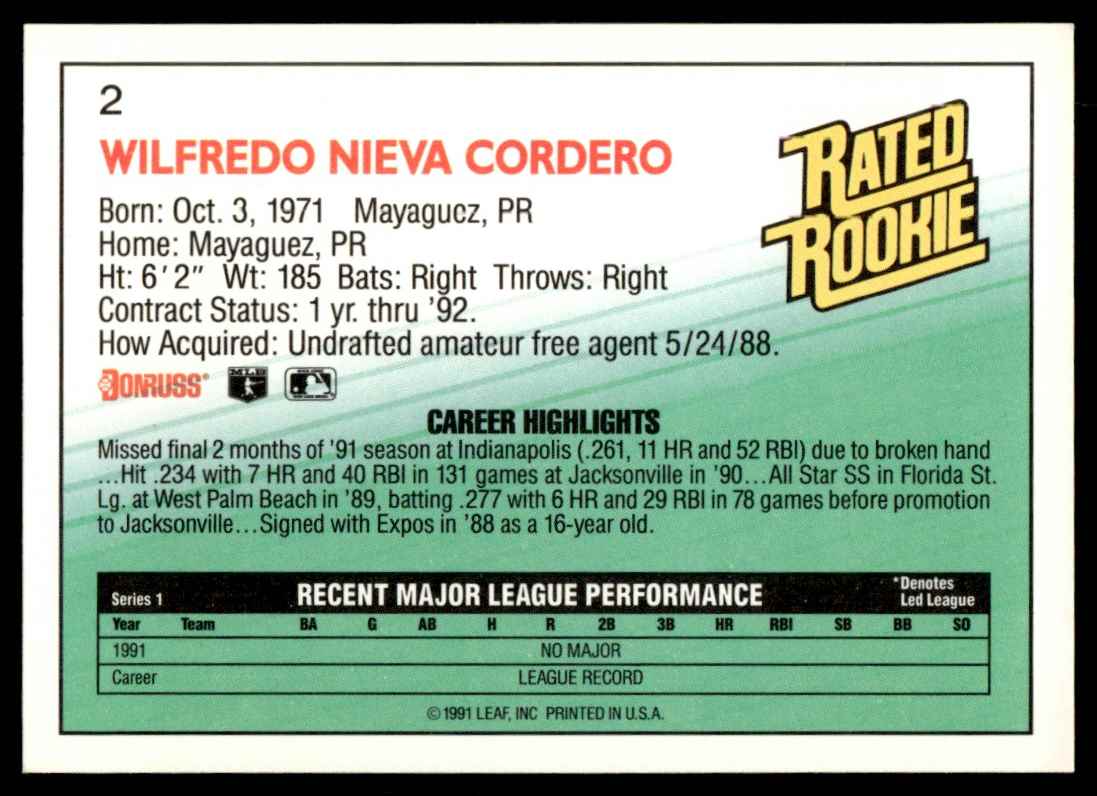 2
WILFREDO NIEVA CORDERO
RATED
ROOKIE
Born: Oct. 3, 1971 Mayaguez, PR
Home: Mayaguez, PR
Ht: 6'2" Wt: 185 Bats: Right Throws: Right
Contract Status: 1 yr. thru '92.
How Acquired: Undrafted amateur free agent 5/24/88.
DONRUSS MLB
CAREER HIGHLIGHTS
Missed final 2 months of '91 season at Indianapolis (.261, 11 HR and 52 RBI) due to broken hand
...Hit .234 with 7 HR and 40 RBI in 131 games at Jacksonville in '90...All Star SS in Florida St.
Lg. at West Palm Beach in '89, batting .277 with 6 HR and 29 RBI in 78 games before promotion
to Jacksonville...Signed with Expos in '88 as a 16-year old.
Series 1 RECENT MAJOR LEAGUE PERFORMANCE *Denotes
Led League
Year Team BA G AB H R 2B 3B HR RBI SB BB SO
1991 NO MAJOR
Career LEAGUE RECORD
©1991 LEAF, INC PRINTED IN U.S.A.